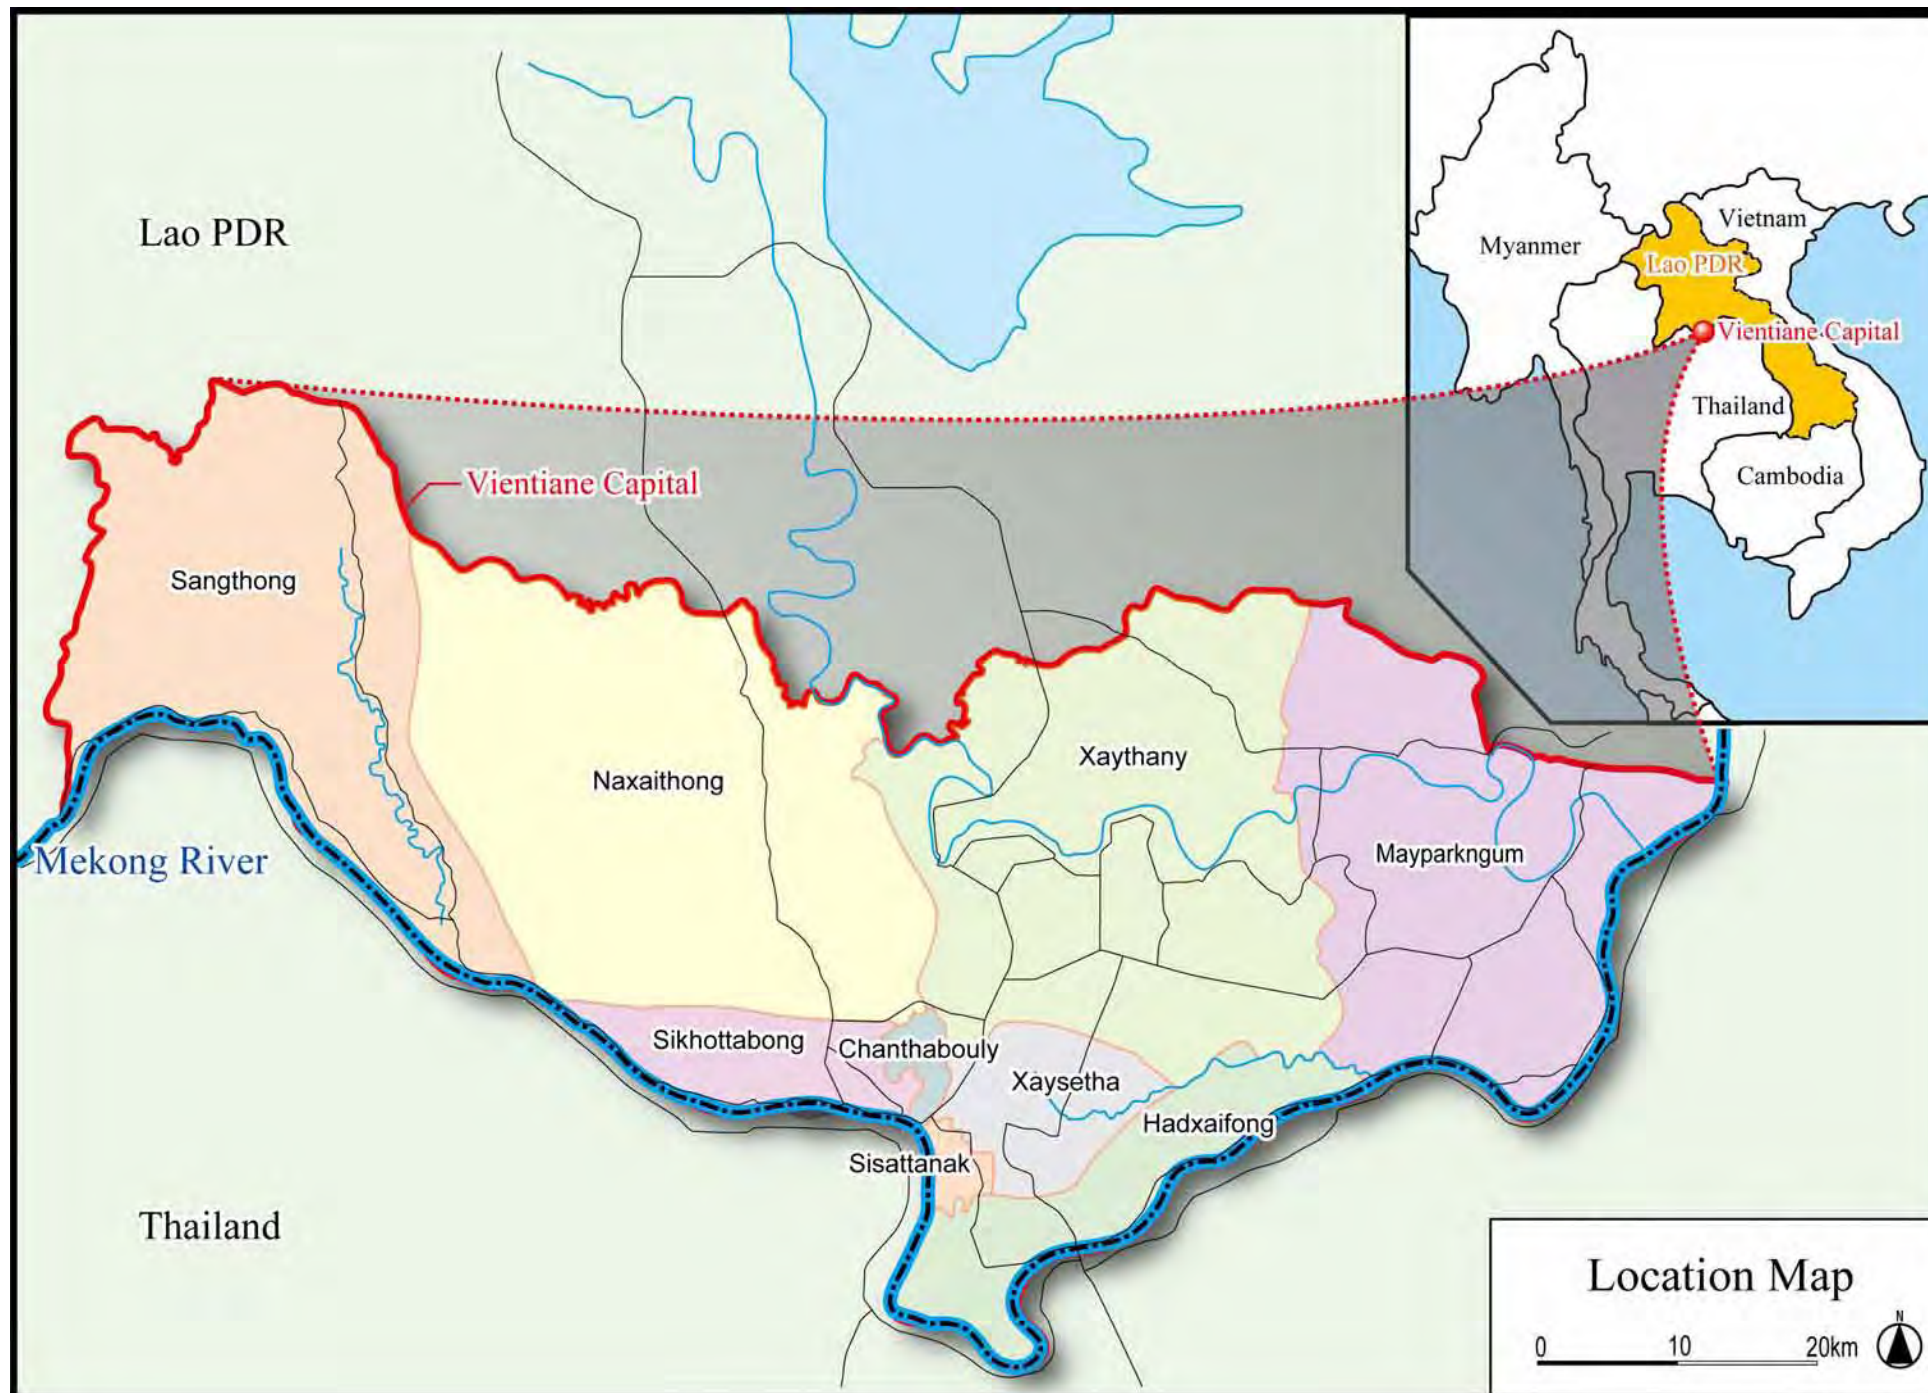 Lao PDR
Vietnam
Myanmer
Lao PDR
Vientiane Capital
Thailand
Cambodia
Vientiane Capital
Sangthong
Naxaithong
Xaythany
Mayparkngum
Mekong River
Sikhottabong
Chanthabouly
Xaysetha
Hadxaifong
Sisattanak
Thailand
Location Map
N
0 10 20km